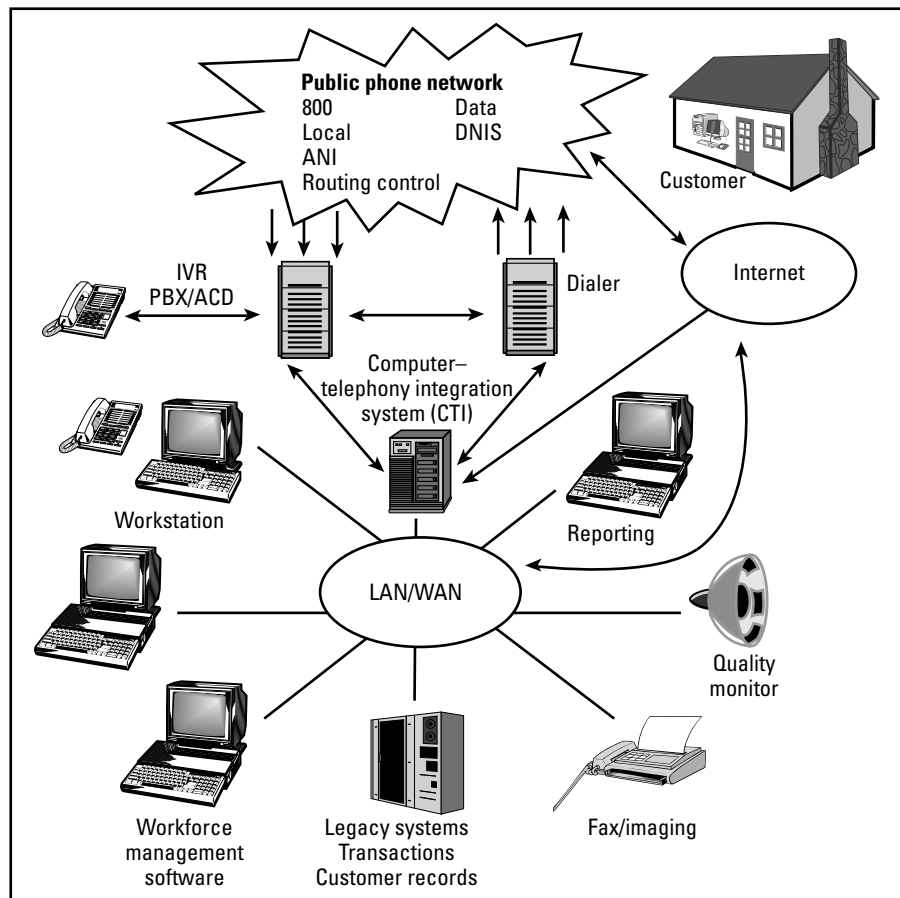 Public phone network
800 Data
Local DNIS
ANI
Routing control
Customer
IVR
PBX/ACD
Dialer
Internet
Computer–
telephony integration
system (CTI)
Workstation
Reporting
LAN/WAN
Quality
monitor
Workforce
management
software
Legacy systems
Transactions
Customer records
Fax/imaging